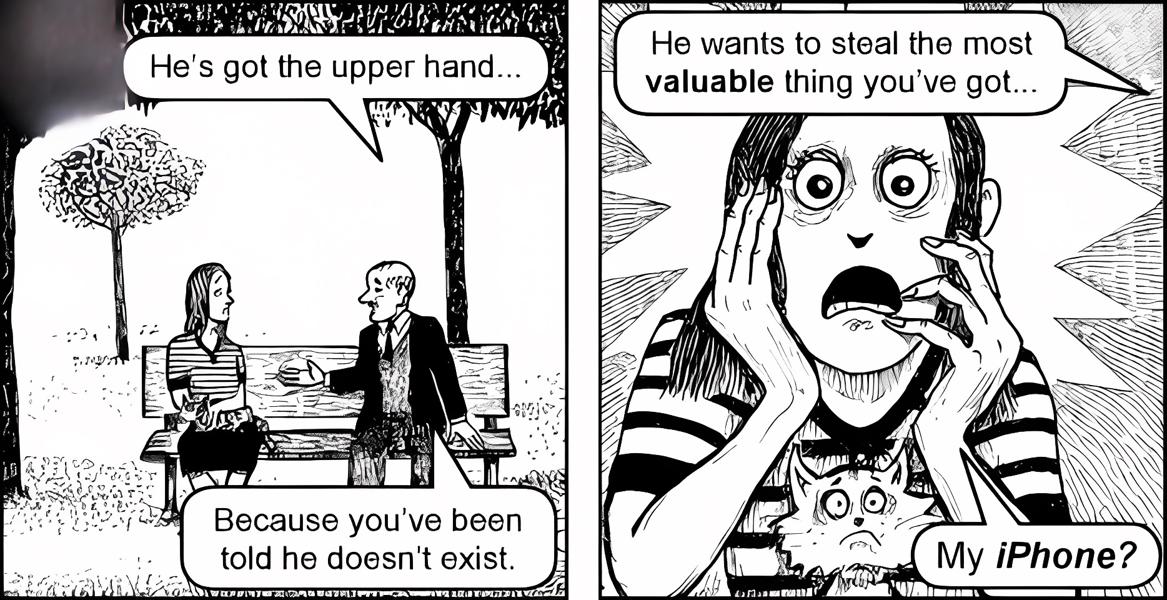 He's got the upper hand...
Because you've been
told he doesn't exist.
He wants to steal the most
valuable thing you've got...
My iPhone?